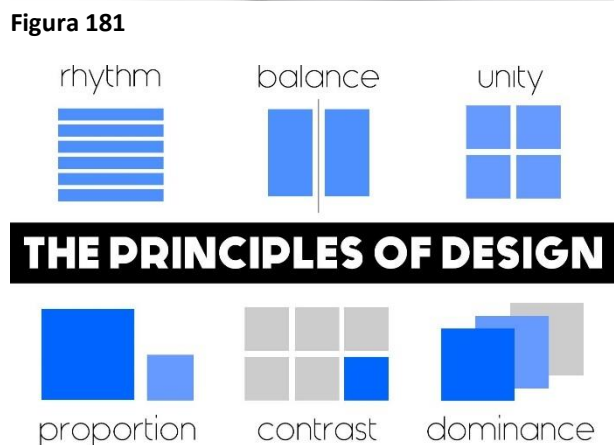 Figura 181
rhythm balance unity
THE PRINCIPLES OF DESIGN
proportion contrast dominance